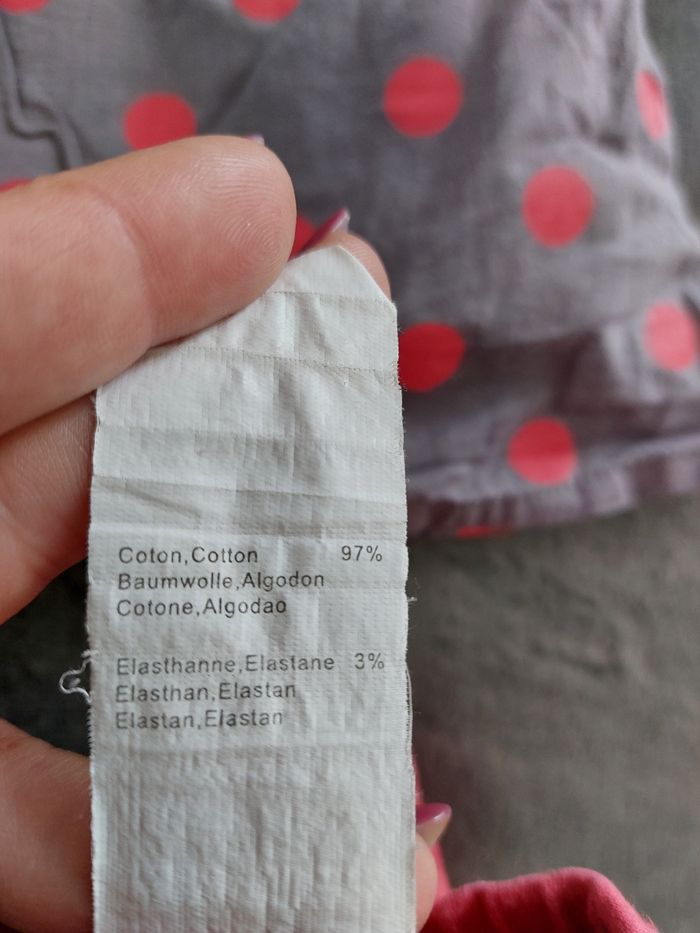 Coton,Cotton 97%
Baumwolle,Algodon
Cotone,Algodao
Elasthanne,Elastane 3%
Elasthan,Elastan
Elastan,Elastan